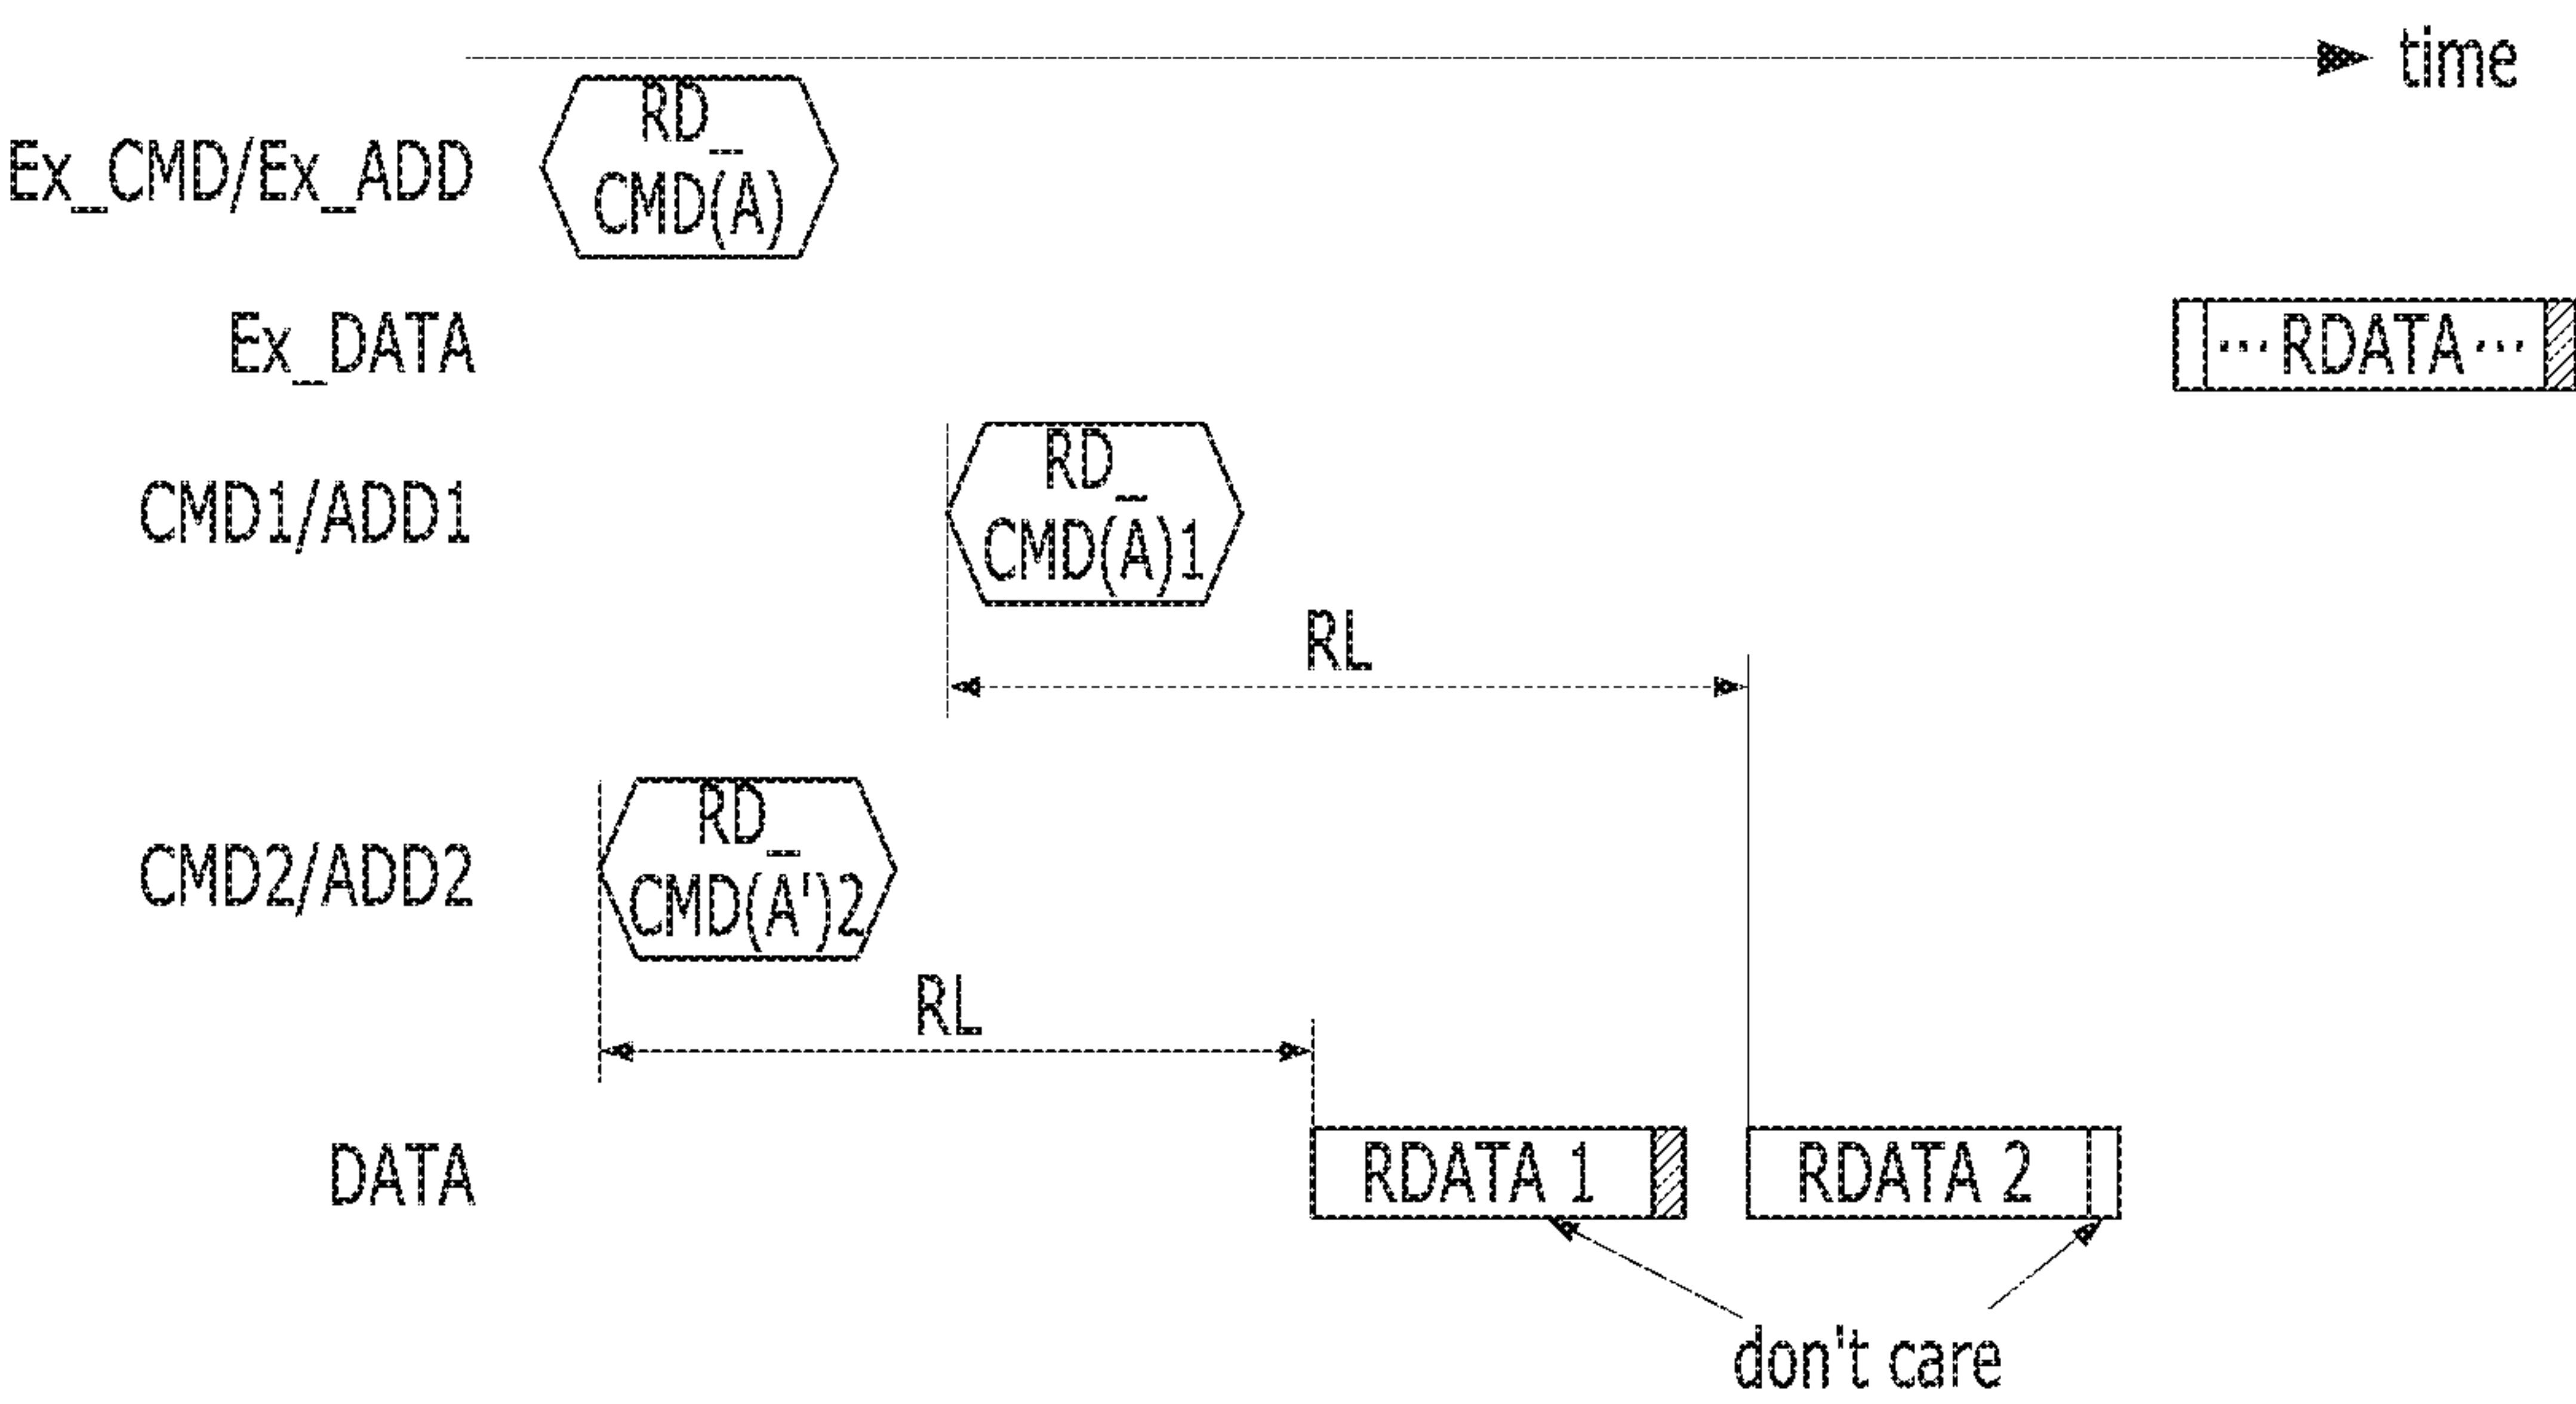 time
Ex_CMD/Ex_ADD
RD_
CMD(A)
Ex_DATA
···RDATA···
CMD1/ADD1
RD_
CMD(A)1
RL
CMD2/ADD2
RD_
CMD(A')2
RL
DATA
RDATA 1
RDATA 2
don't care